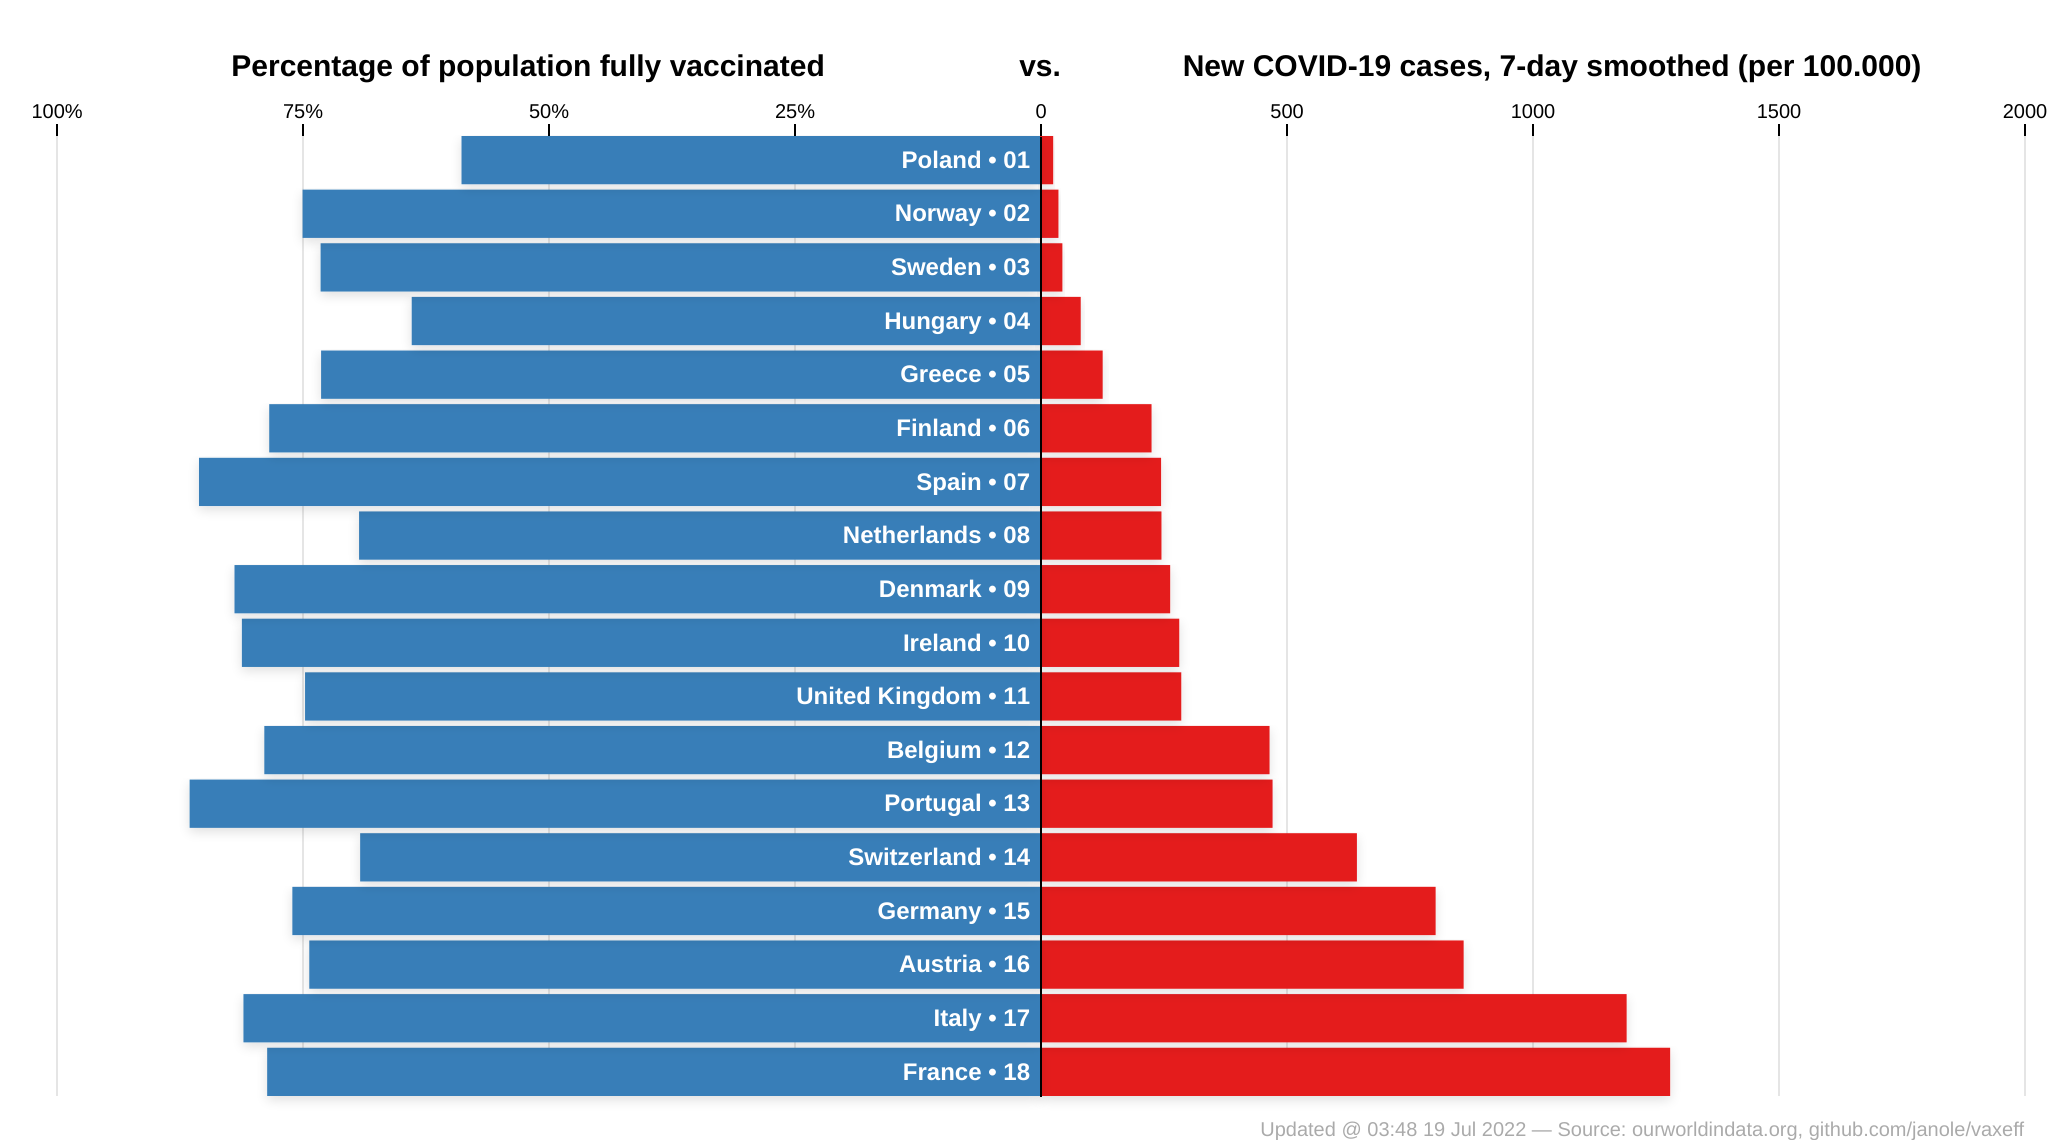 Percentage of population fully vaccinated vs. New COVID-19 cases, 7-day smoothed (per 100.000)
100% 75% 50% 25% 0 500 1000 1500 2000
Poland • 01
Norway • 02
Sweden • 03
Hungary • 04
Greece • 05
Finland • 06
Spain • 07
Netherlands • 08
Denmark • 09
Ireland • 10
United Kingdom • 11
Belgium • 12
Portugal • 13
Switzerland • 14
Germany • 15
Austria • 16
Italy • 17
France • 18
Updated @ 03:48 19 Jul 2022 — Source: ourworldindata.org, github.com/janole/vaxeff